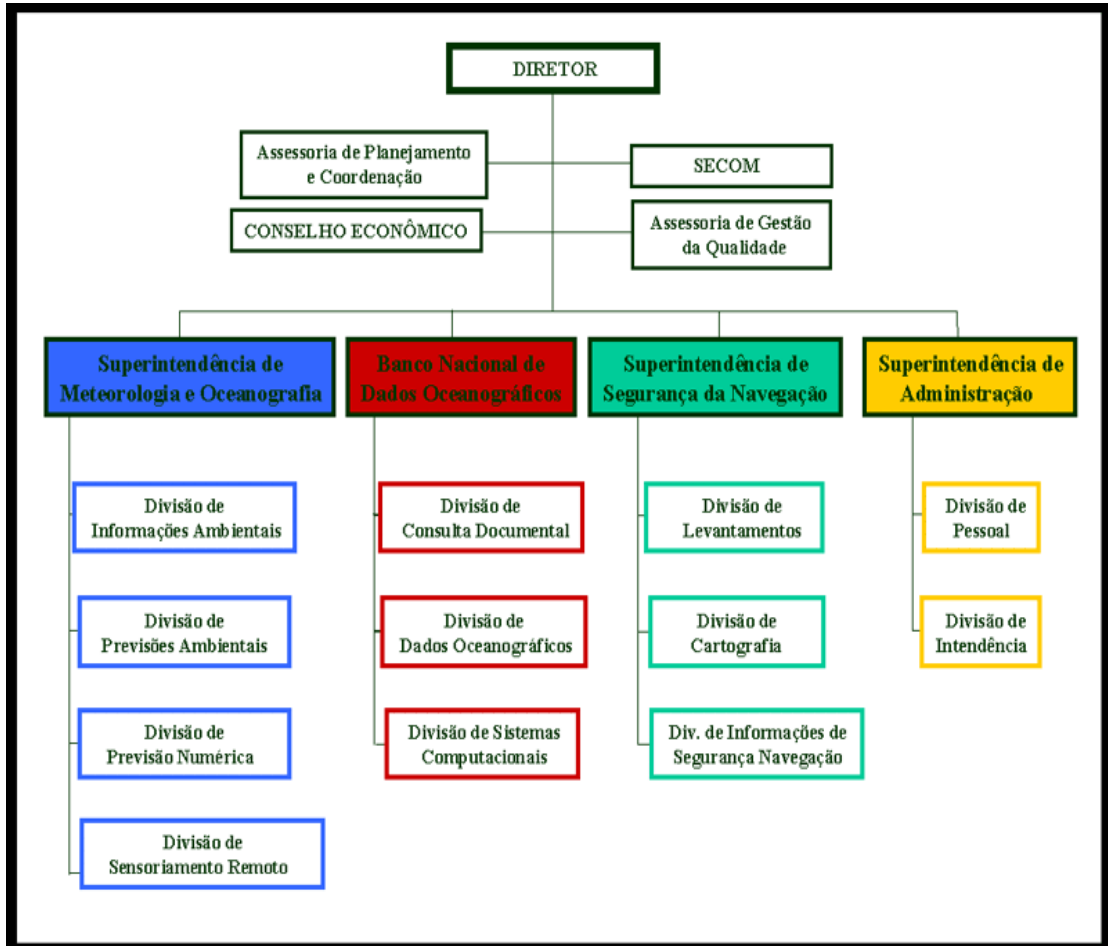 DIRETOR
Assessoria de Planejamento
e Coordenação
SECOM
CONSELHO ECONÔMICO
Assessoria de Gestão
da Qualidade
Superintendência de
Meteorologia e Oceanografia
Banco Nacional de
Dados Oceanográficos
Superintendência de
Segurança da Navegação
Superintendência de
Administração
Divisão de
Informações Ambientais
Divisão de
Previsões Ambientais
Divisão de
Previsão Numérica
Divisão de
Sensoriamento Remoto
Divisão de
Consulta Documental
Divisão de
Dados Oceanográficos
Divisão de Sistemas
Computacionais
Divisão de
Levantamentos
Divisão de
Cartografia
Div. de Informações de
Segurança Navegação
Divisão de
Pessoal
Divisão de
Intendência